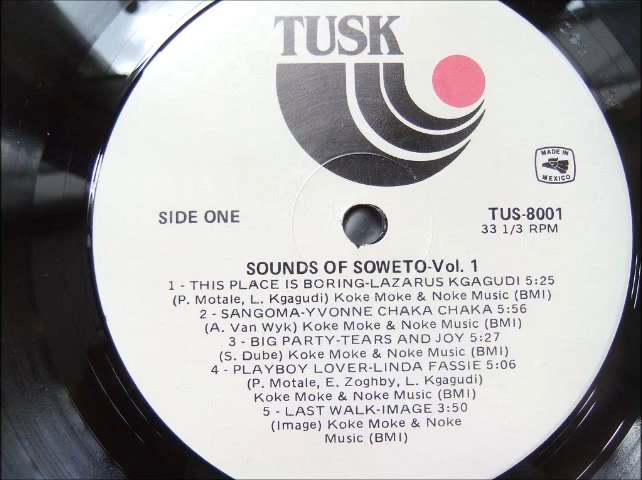 TUSK
MADE IN
MEXICO
SIDE ONE
TUS-8001
33 1/3 RPM
SOUNDS OF SOWETO-Vol. 1
1 - THIS PLACE IS BORING-LAZARUS KGAGUDI 5:25
(P. Motale, L. Kgagudi) Koke Moke & Noke Music (BMI)
2 - SANGOMA-YVONNE CHAKA CHAKA 5:56
(A. Van Wyk) Koke Moke & Noke Music (BMI)
3 - BIG PARTY-TEARS AND JOY 5:27
(S. Dube) Koke Moke & Noke Music (BMI)
4 - PLAYBOY LOVER-LINDA FASSIE 5:06
(P. Motale, E. Zoghby, L. Kgagudi)
Koke Moke & Noke Music (BMI)
5 - LAST WALK-IMAGE 3:50
(Image) Koke Moke & Noke
Music (BMI)